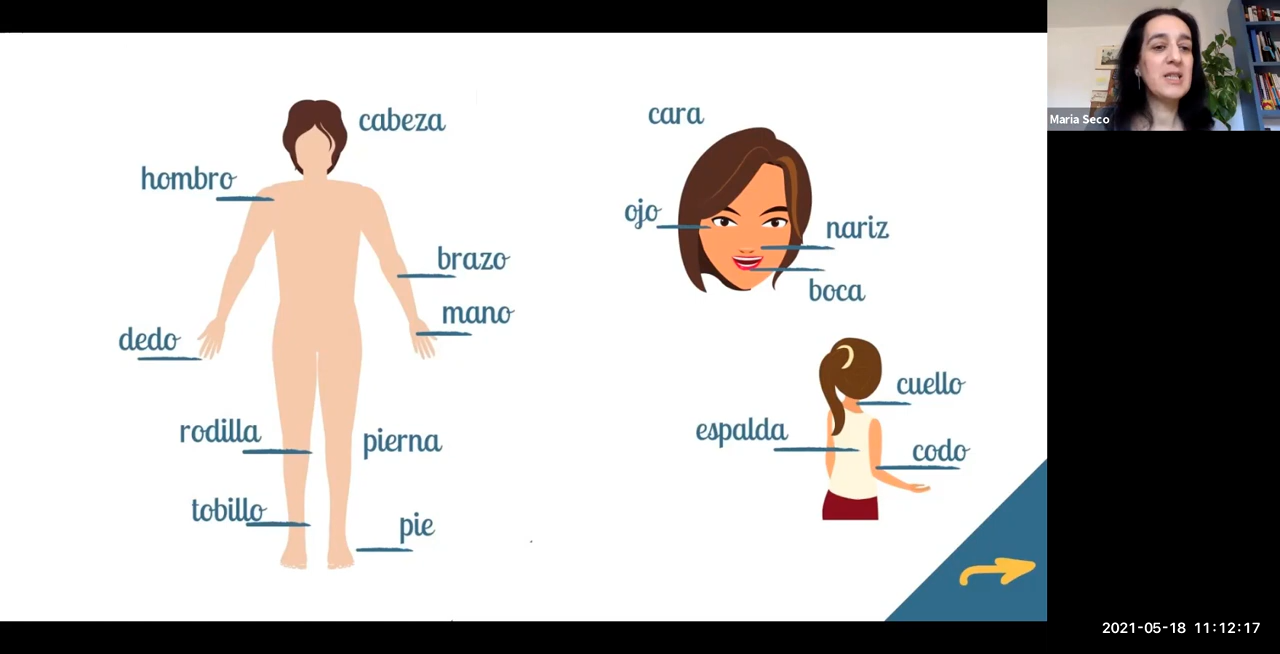 cabeza
hombro
brazo
mano
dedo
rodilla
pierna
tobillo
pie
cara
ojo
nariz
boca
cuello
espalda
codo
Maria Seco
2021-05-18 11:12:17